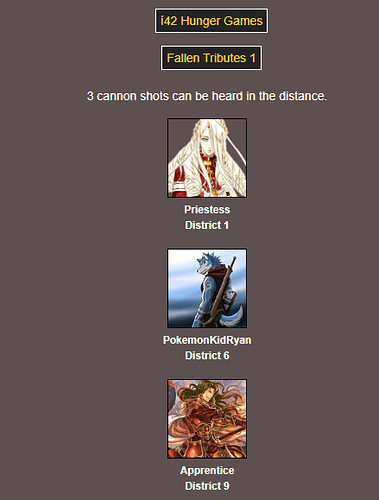 í42 Hunger Games
Fallen Tributes 1
3 cannon shots can be heard in the distance.
Priestess
District 1
PokemonKidRyan
District 6
Apprentice
District 9